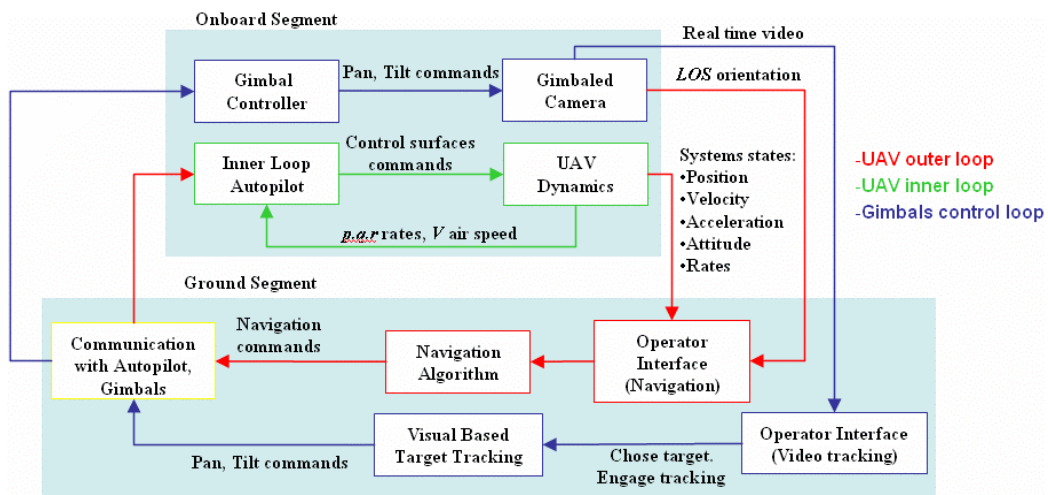 Onboard Segment
Real time video
Gimbal
Controller
Pan, Tilt commands
Gimbaled
Camera
LOS orientation
Inner Loop
Autopilot
Control surfaces
commands
UAV
Dynamics
p.a.r rates, V air speed
Systems states:
•Position
•Velocity
•Acceleration
•Attitude
•Rates
-UAV outer loop
-UAV inner loop
-Gimbals control loop
Ground Segment
Communication
with Autopilot,
Gimbals
Navigation
commands
Navigation
Algorithm
Operator
Interface
(Navigation)
Pan, Tilt commands
Visual Based
Target Tracking
Chose target.
Engage tracking
Operator Interface
(Video tracking)